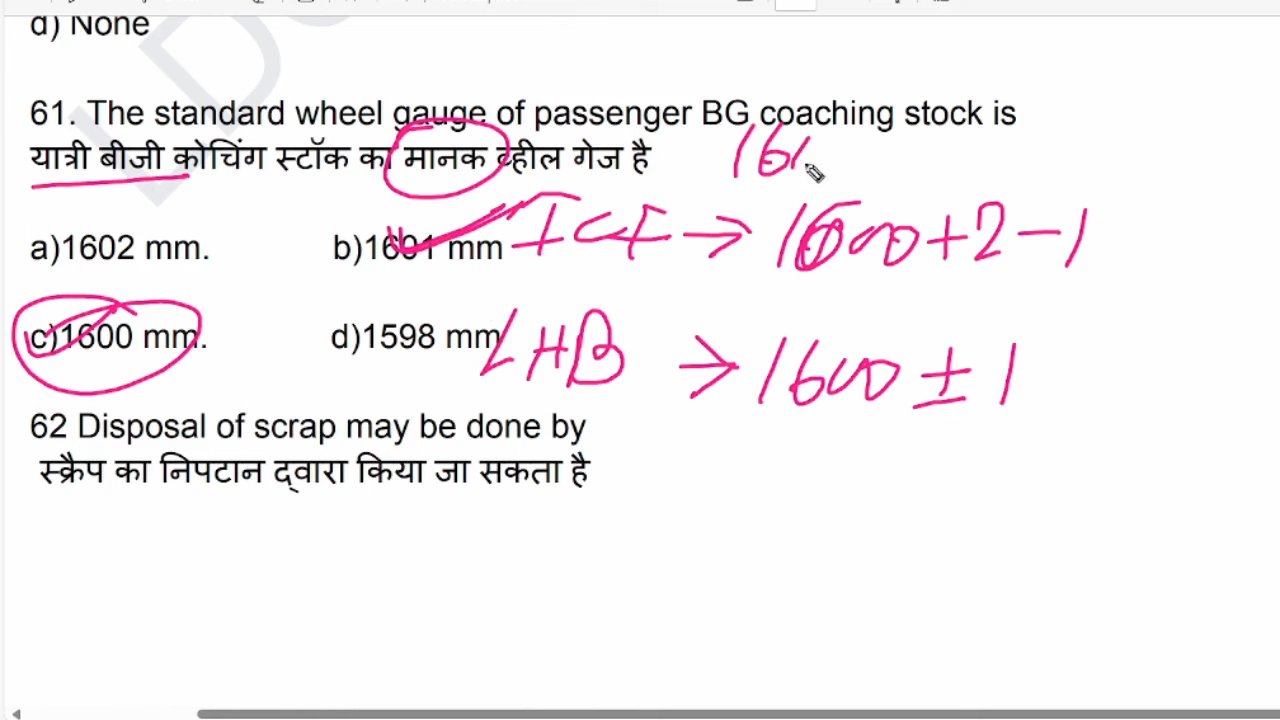 d) None
61. The standard wheel gauge of passenger BG coaching stock is
यात्री बीजी कोचिंग स्टॉक का मानक व्हील गेज है
161
a)1602 mm. b)1601 mm ICF → 1600+2-1
c)1600 mm. d)1598 mm LHB → 1600 ± 1
62 Disposal of scrap may be done by
स्क्रैप का निपटान द्वारा किया जा सकता है